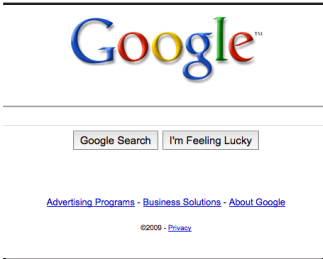 Google™
Google Search I'm Feeling Lucky
Advertising Programs - Business Solutions - About Google
©2009 - Privacy